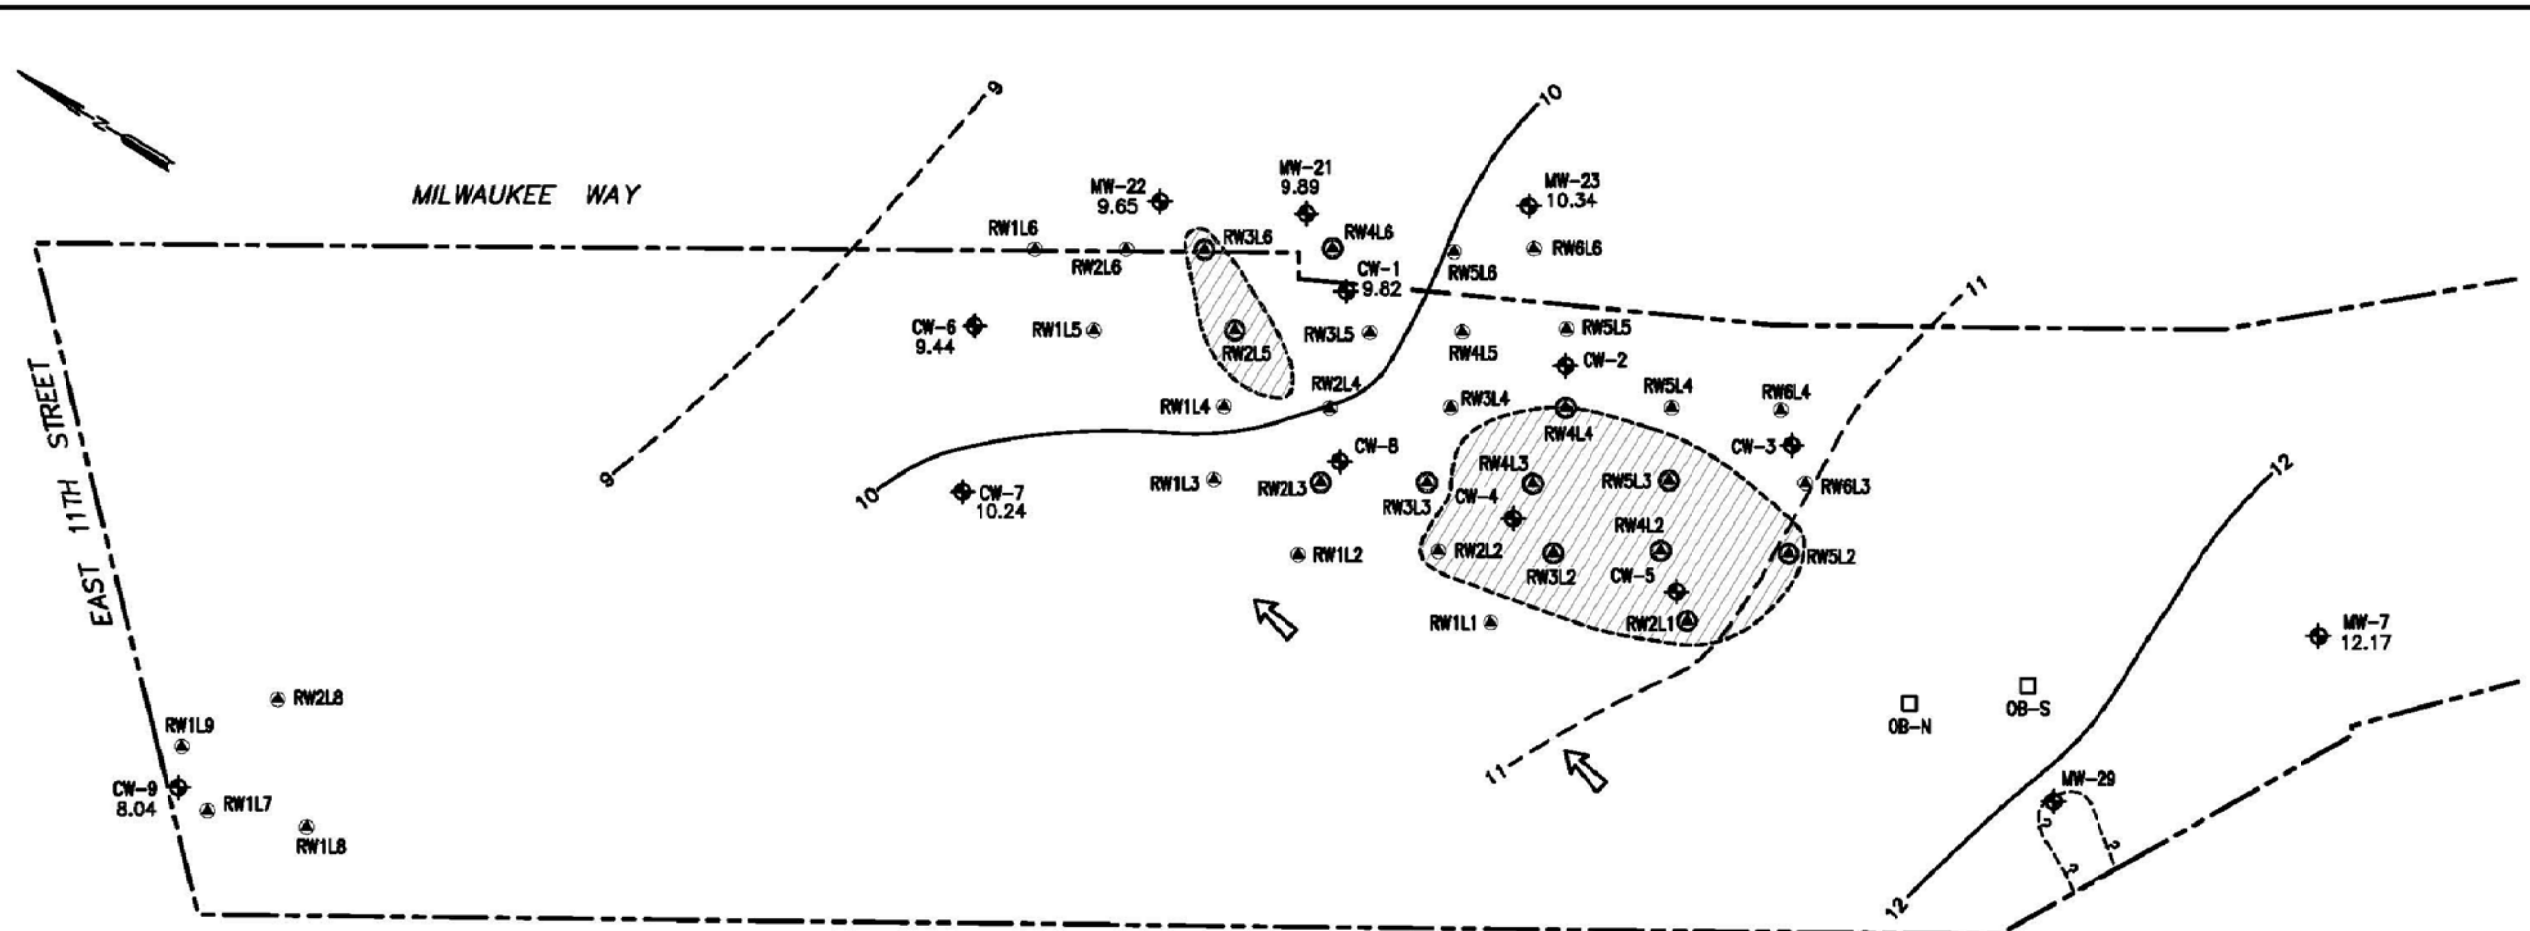 9
10
N
MILWAUKEE WAY
MW-22
9.65
MW-21
9.89
MW-23
10.34
RW1L6
RW2L6
RW3L6
RW4L6
RW5L6
RW6L6
CW-1
9.82
11
CW-6
9.44
RW1L5
RW2L5
RW3L5
RW4L5
RW5L5
CW-2
EAST 11TH STREET
RW1L4
RW2L4
RW3L4
RW4L4
RW5L4
RW6L4
CW-8
CW-3
9
10
CW-7
10.24
RW1L3
RW2L3
RW3L3
RW4L3
CW-4
RW5L3
RW6L3
12
RW1L2
RW2L2
RW3L2
RW4L2
CW-5
RW5L2
RW1L1
RW2L1
MW-7
12.17
RW2L8
RW1L9
OB-N
OB-S
11
CW-9
8.04
RW1L7
RW1L8
MW-29
?
?
?
12